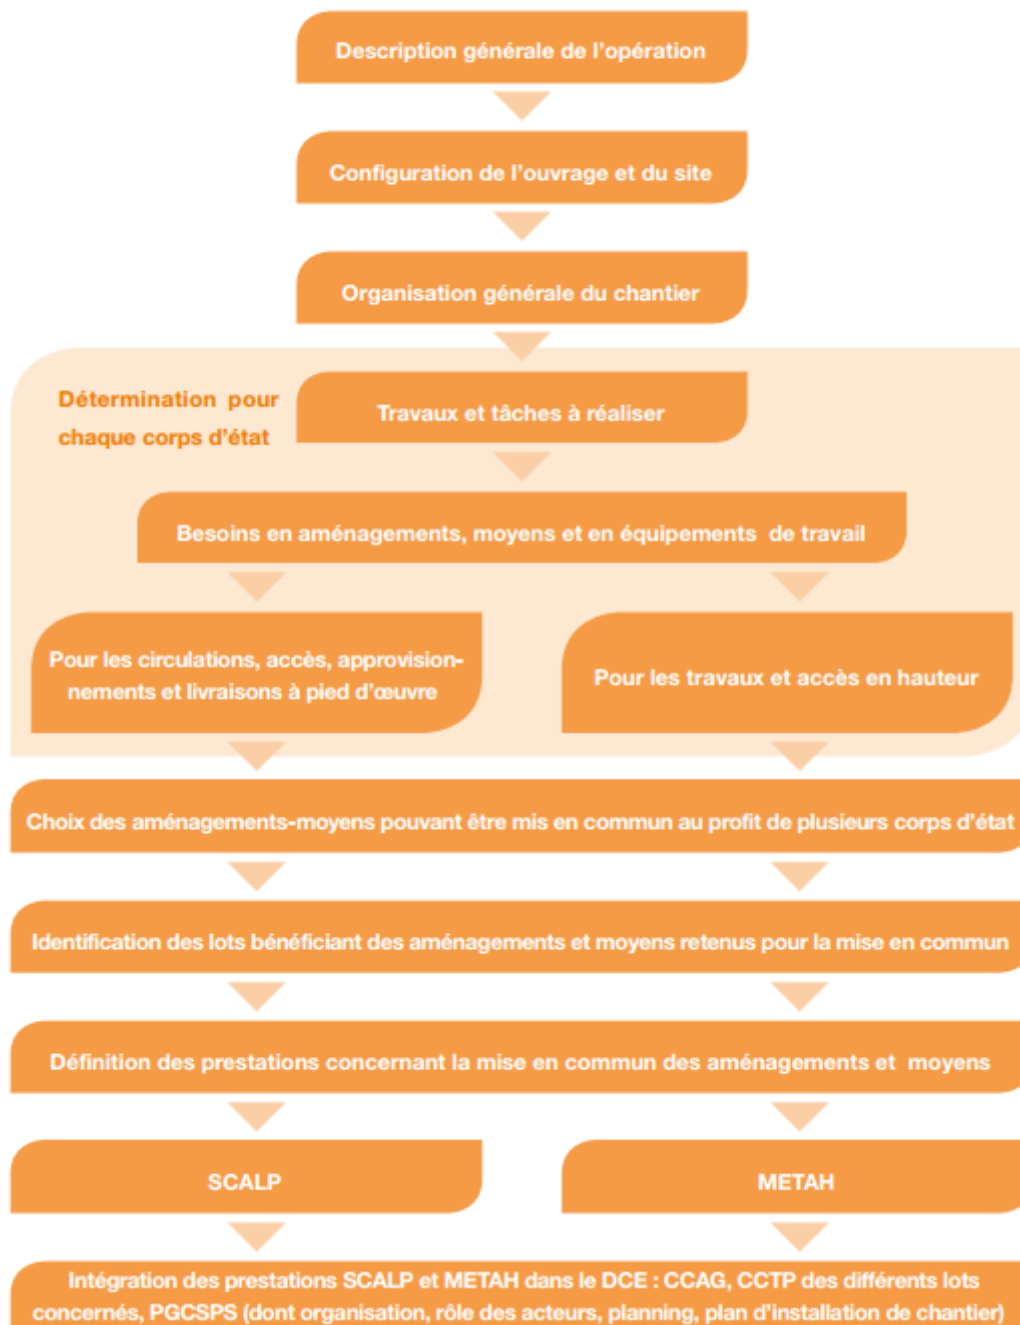 Description générale de l'opération
Configuration de l'ouvrage et du site
Organisation générale du chantier
Détermination pour
chaque corps d'état
Travaux et tâches à réaliser
Besoins en aménagements, moyens et en équipements de travail
Pour les circulations, accès, approvision-
nements et livraisons à pied d'œuvre
Pour les travaux et accès en hauteur
Choix des aménagements-moyens pouvant être mis en commun au profit de plusieurs corps d'état
Identification des lots bénéficiant des aménagements et moyens retenus pour la mise en commun
Définition des prestations concernant la mise en commun des aménagements et moyens
SCALP
METAH
Intégration des prestations SCALP et METAH dans le DCE : CCAG, CCTP des différents lots
concernés, PGCSPS (dont organisation, rôle des acteurs, planning, plan d'installation de chantier)